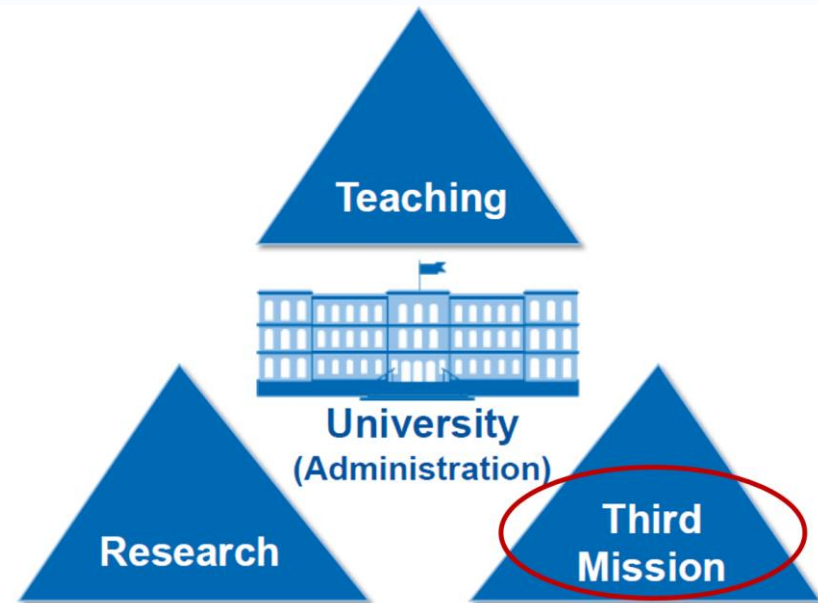 Teaching
University
(Administration)
Research
Third
Mission